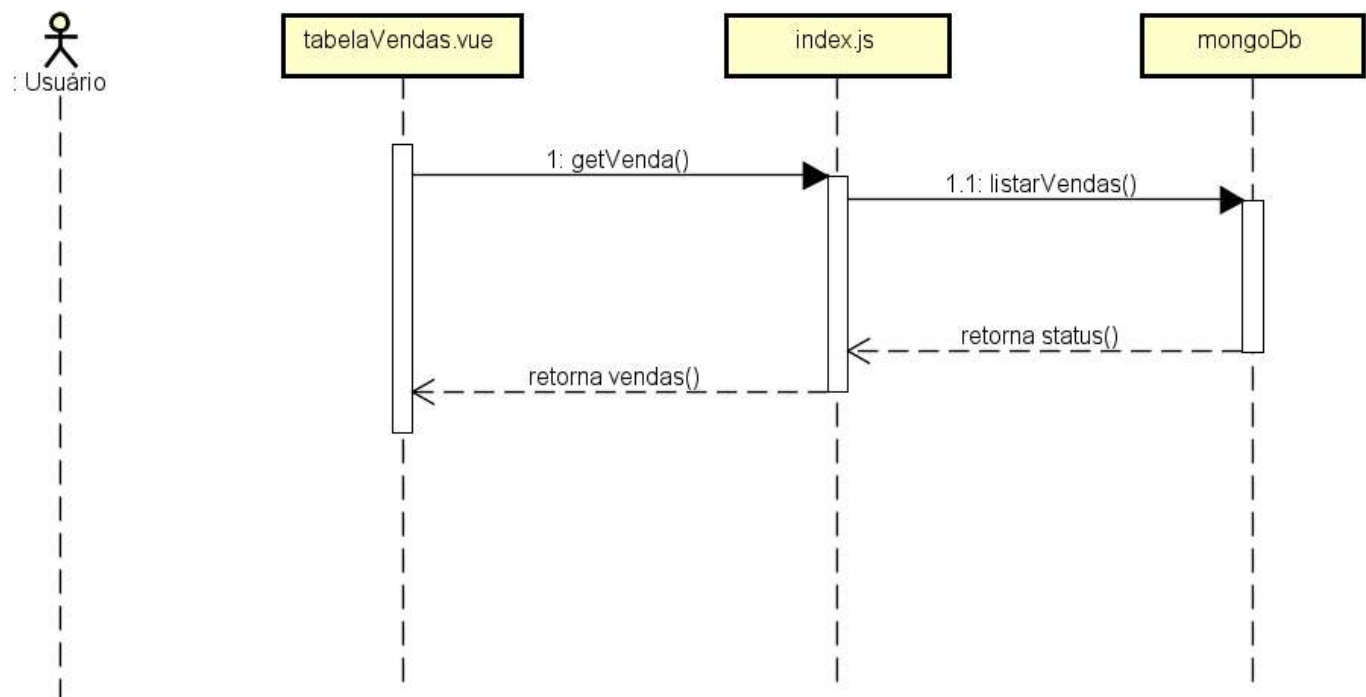 : Usuário
tabelaVendas.vue
index.js
mongoDb
1: getVenda()
1.1: listarVendas()
retorna status()
retorna vendas()